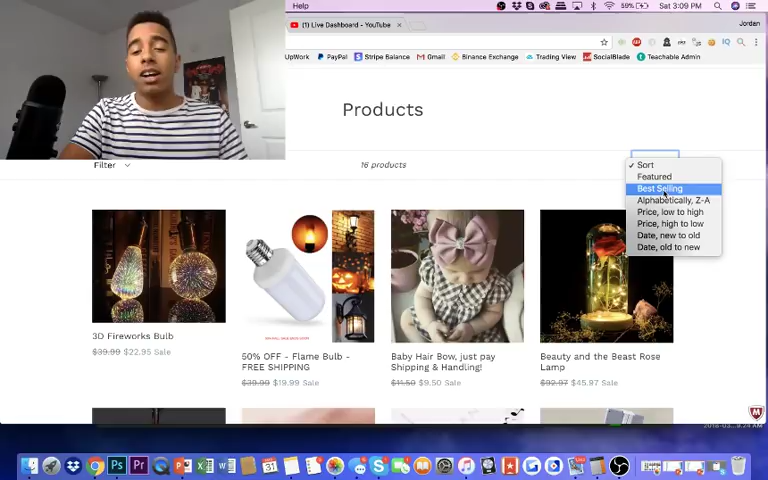 Help
59%
Sat 3:09 PM
(1) Live Dashboard - YouTube
Jordan
UpWork
PayPal
Stripe Balance
Gmail
Binance Exchange
Trading View
SocialBlade
Teachable Admin
Products
Filter
16 products
✓ Sort
Featured
Best Selling
Alphabetically, Z-A
Price, low to high
Price, high to low
Date, new to old
Date, old to new
3D Fireworks Bulb
$39.99 $22.95 Sale
50% OFF - Flame Bulb -
FREE SHIPPING
$39.99 $19.99 Sale
Baby Hair Bow, just pay
Shipping & Handling!
$11.50 $9.50 Sale
Beauty and the Beast Rose
Lamp
$92.97 $45.97 Sale